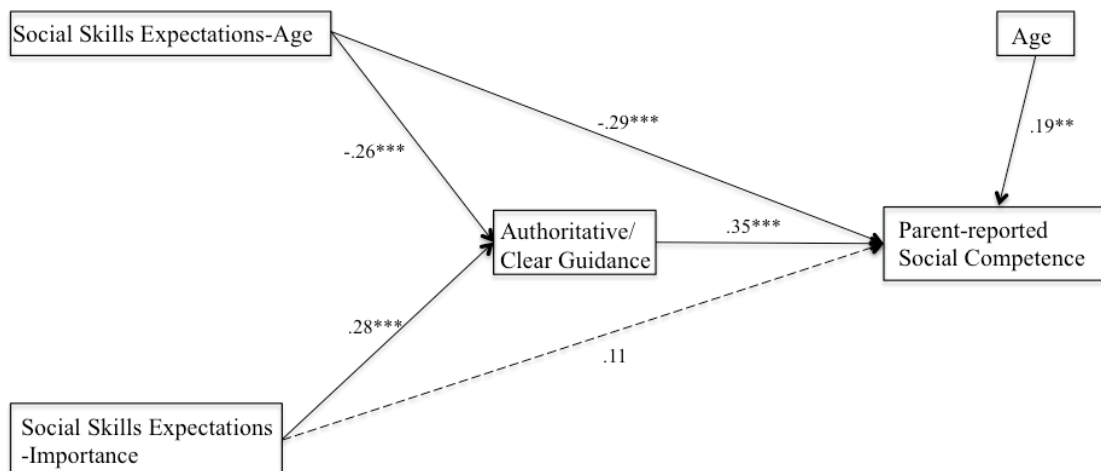 Social Skills Expectations-Age
Age
-.29***
.19**
-.26***
Authoritative/
Clear Guidance
.35***
Parent-reported
Social Competence
.28***
.11
Social Skills Expectations
-Importance